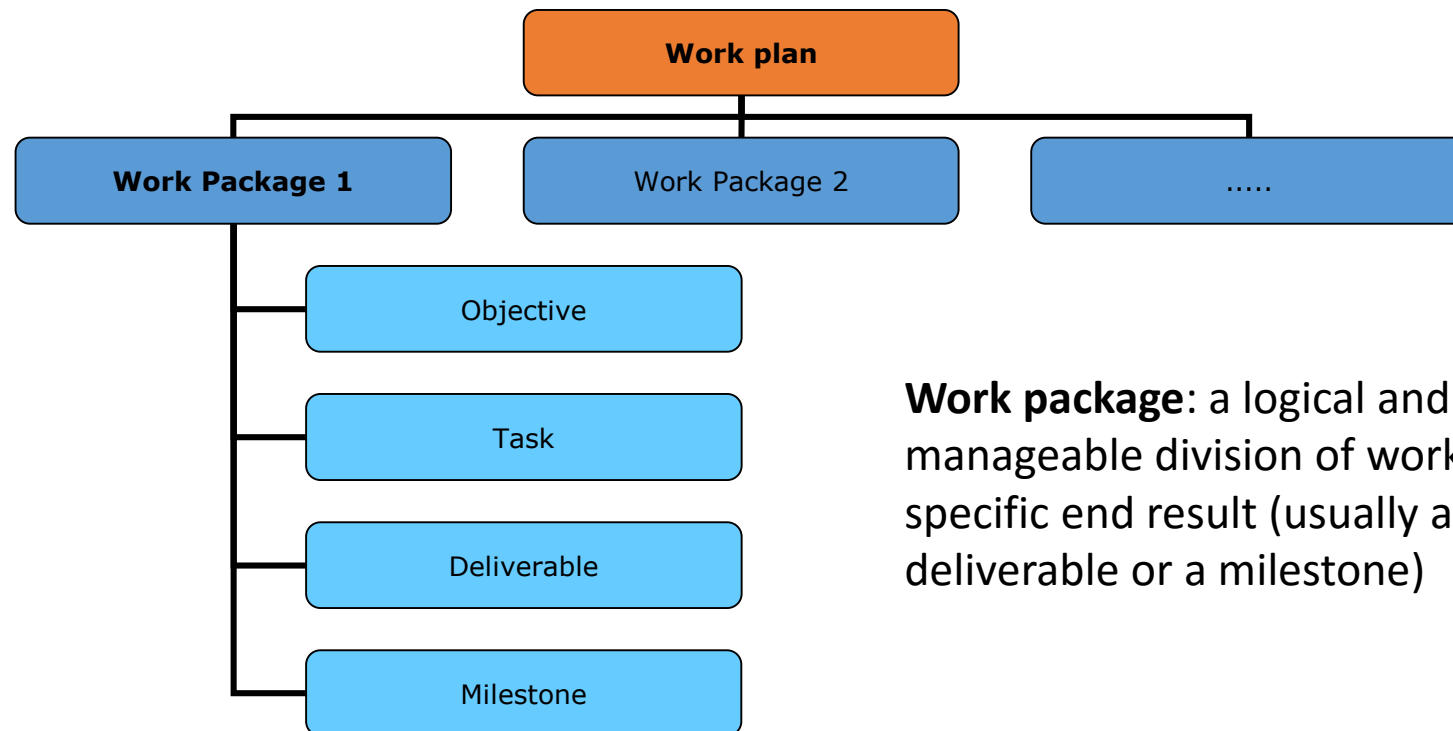 Work plan
Work Package 1
Work Package 2
.....
Objective
Task
Deliverable
Milestone
Work package: a logical and
manageable division of work
specific end result (usually a
deliverable or a milestone)